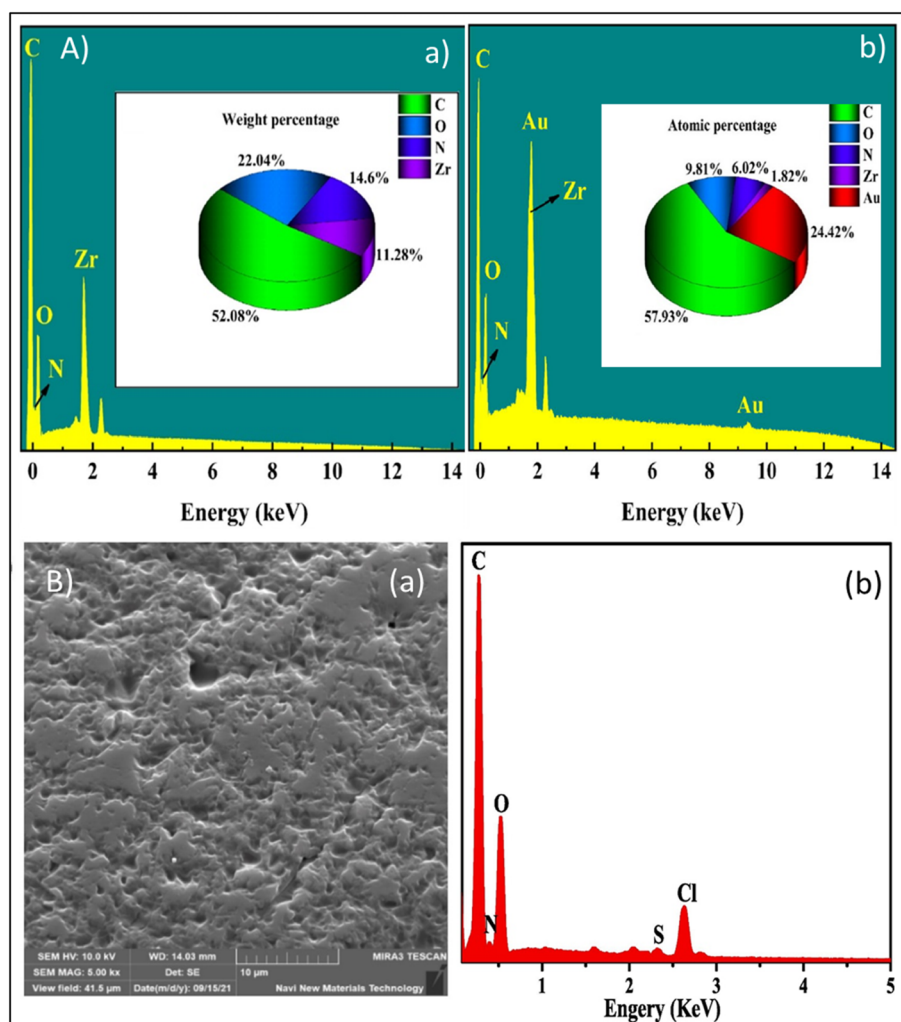 A)
a)
C
Zr
O
N
Weight percentage
C
O
N
Zr
22.04%
14.6%
11.28%
52.08%
0 2 4 6 8 10 12 14
Energy (keV)
b)
C
Au
Zr
O
N
Au
Atomic percentage
C
O
N
Zr
Au
9.81%
6.02%
1.82%
24.42%
57.93%
0 2 4 6 8 10 12 14
Energy (keV)
B)
(a)
SEM HV: 10.0 kV WD: 14.03 mm MIRA3 TESCAN
SEM MAG: 5.00 kx Det: SE 10 µm
View field: 41.5 µm Date(m/d/y): 09/15/21 Navi New Materials Technology
(b)
C
O
N
S
Cl
1 2 3 4 5
Engery (KeV)